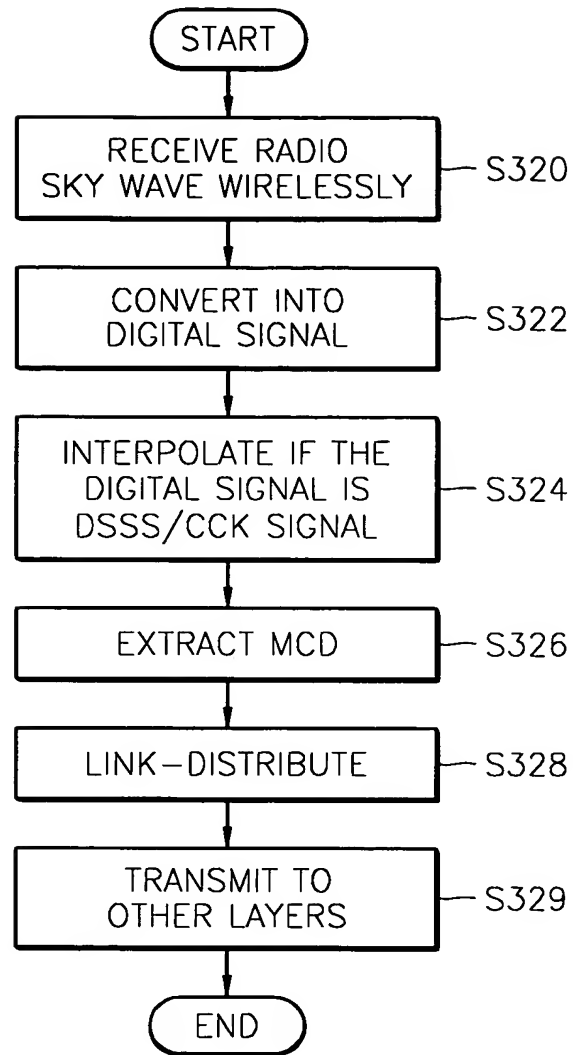 START
RECEIVE RADIO
SKY WAVE WIRELESSLY
S320
CONVERT INTO
DIGITAL SIGNAL
S322
INTERPOLATE IF THE
DIGITAL SIGNAL IS
DSSS/CCK SIGNAL
S324
EXTRACT MCD
S326
LINK-DISTRIBUTE
S328
TRANSMIT TO
OTHER LAYERS
S329
END